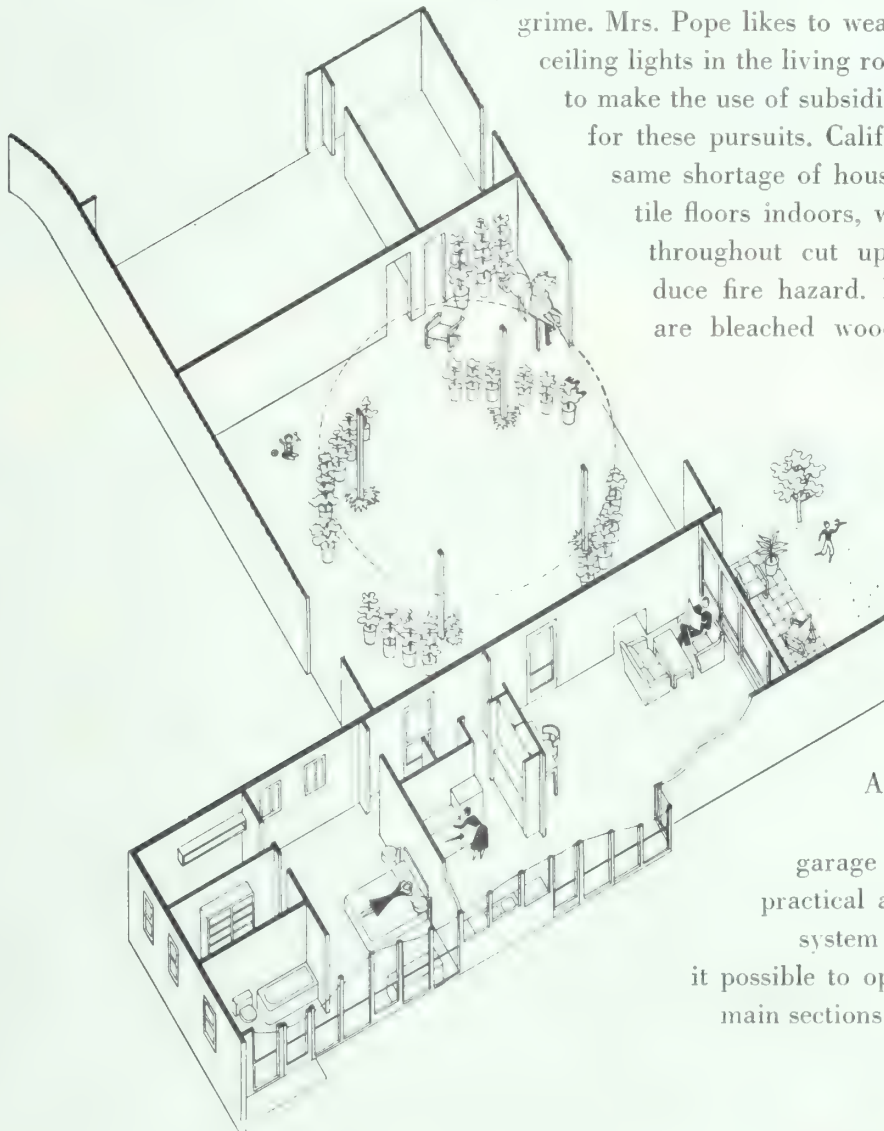 grime. Mrs. Pope likes to wea
ceiling lights in the living ro
to make the use of subsidi
for these pursuits. Calif
same shortage of hous
tile floors indoors, w
throughout cut up
duce fire hazard.
are bleached wood
A
garage
practical a
system
it possible to op
main sections